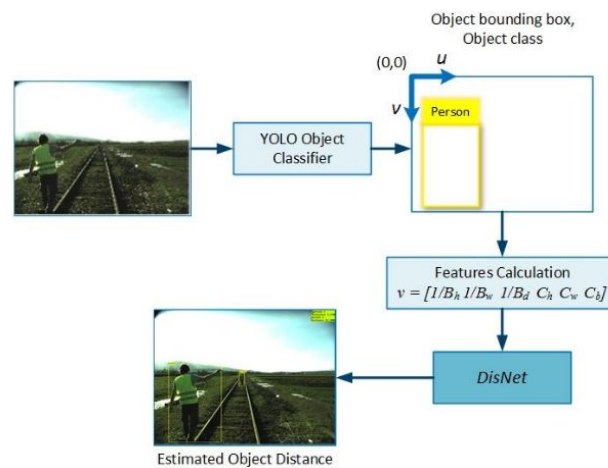 Object bounding box,
Object class
(0,0)
u
v
Person
YOLO Object
Classifier
Features Calculation
v = [1/Bh 1/Bw 1/Bd Ch Cw Cb]
DisNet
Estimated Object Distance